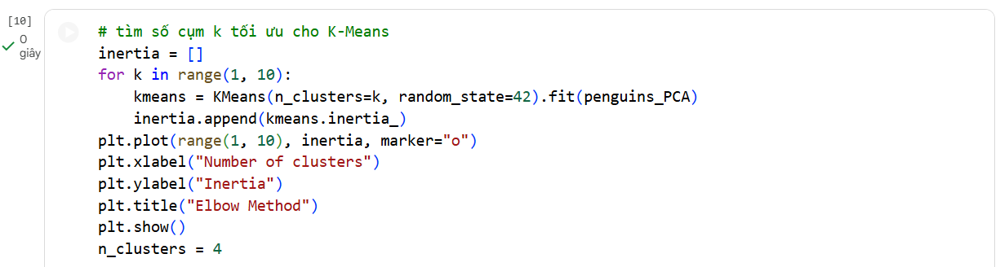 [10]
0
giây
# tìm số cụm k tối ưu cho K-Means
inertia = []
for k in range(1, 10):
    kmeans = KMeans(n_clusters=k, random_state=42).fit(penguins_PCA)
    inertia.append(kmeans.inertia_)
plt.plot(range(1, 10), inertia, marker="o")
plt.xlabel("Number of clusters")
plt.ylabel("Inertia")
plt.title("Elbow Method")
plt.show()
n_clusters = 4